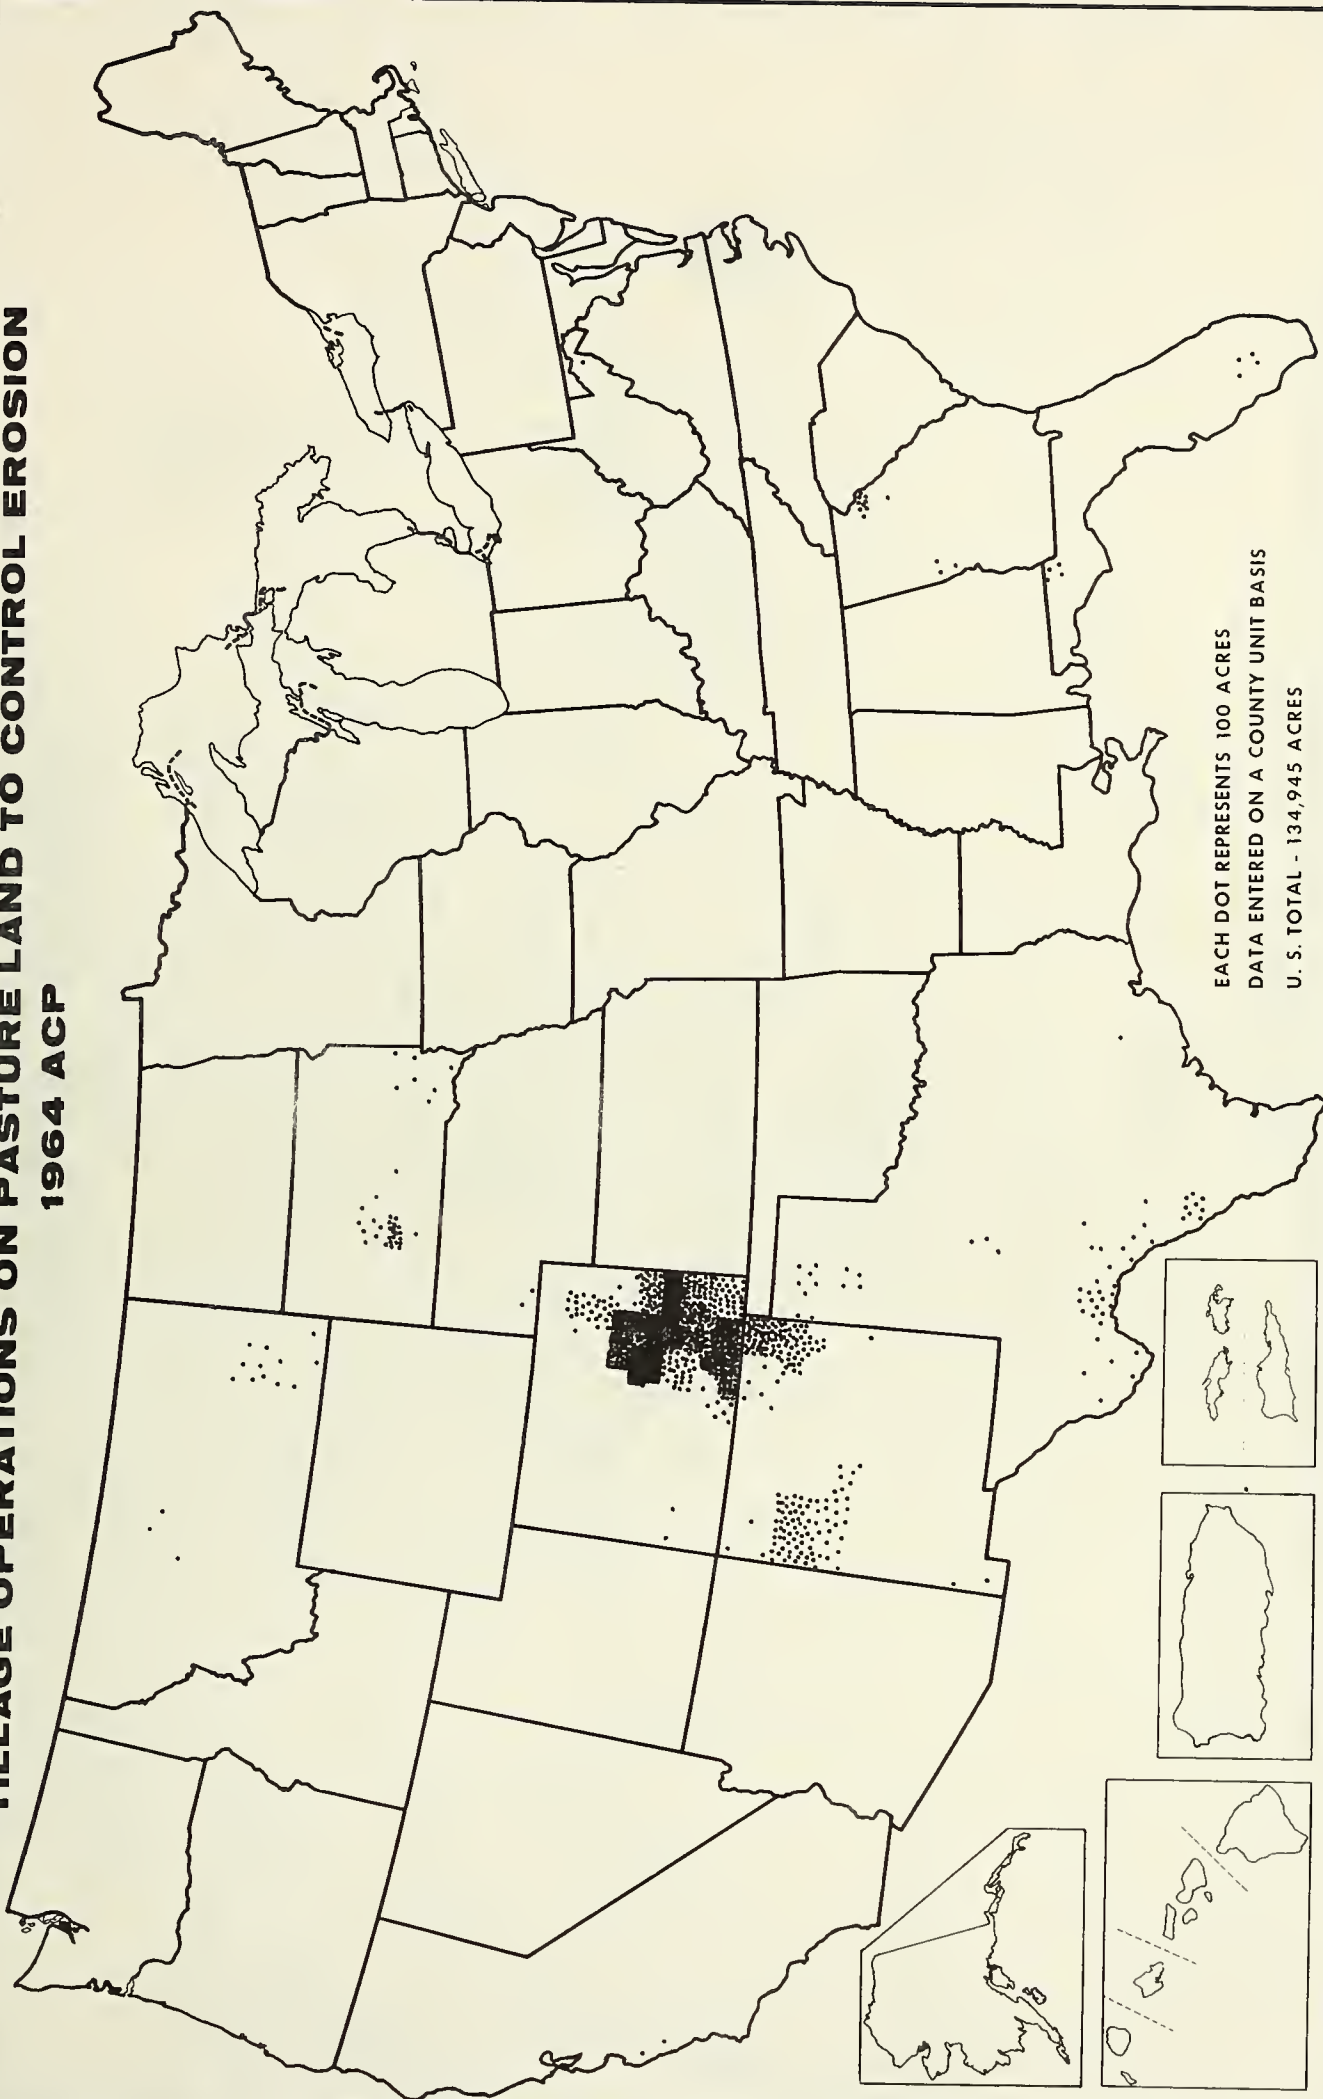 TILLAGE OPERATIONS ON PASTURE LAND TO CONTROL EROSION
1964 ACP
EACH DOT REPRESENTS 100 ACRES
DATA ENTERED ON A COUNTY UNIT BASIS
U. S. TOTAL - 134,945 ACRES